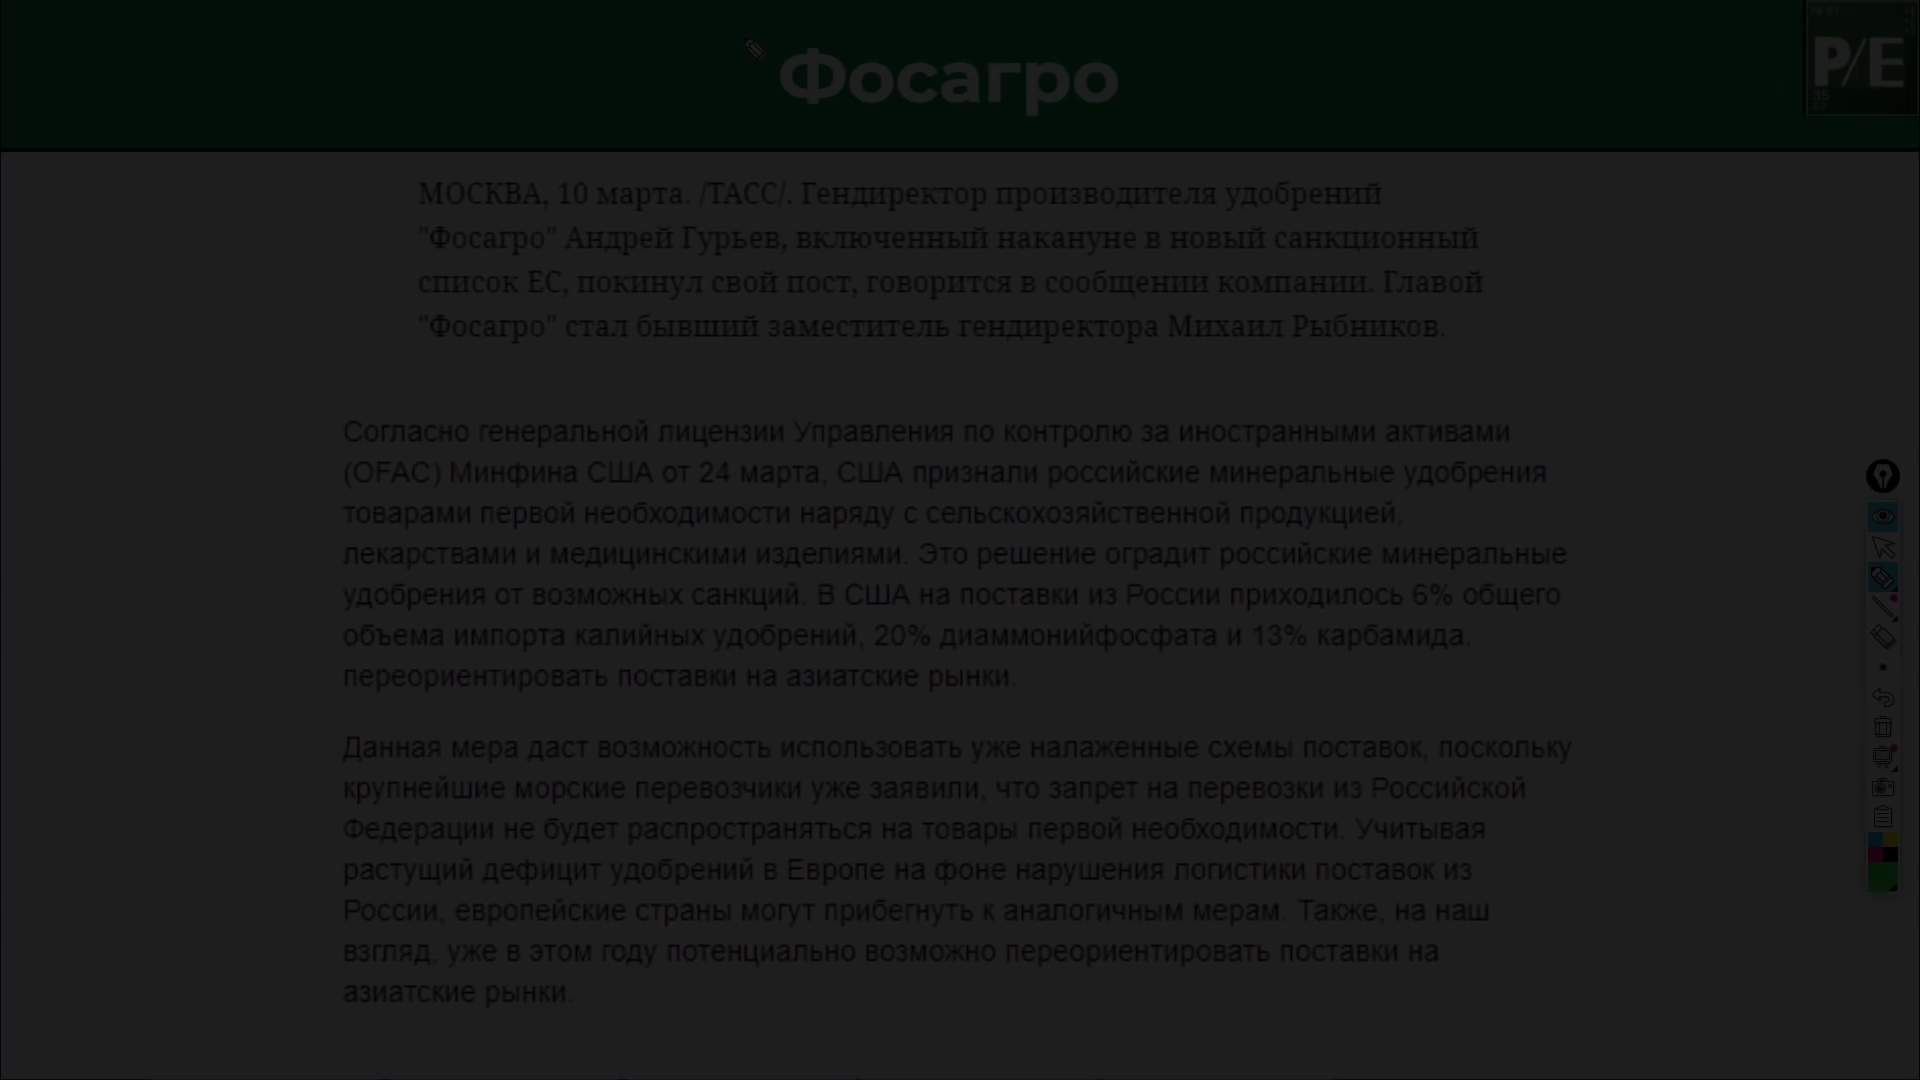 Фосагро
P/E
35
МОСКВА, 10 марта. /ТАСС/. Гендиректор производителя удобрений
"Фосагро" Андрей Гурьев, включенный накануне в новый санкционный
список ЕС, покинул свой пост, говорится в сообщении компании. Главой
"Фосагро" стал бывший заместитель гендиректора Михаил Рыбников.
Согласно генеральной лицензии Управления по контролю за иностранными активами
(OFAC) Минфина США от 24 марта, США признали российские минеральные удобрения
товарами первой необходимости наряду с сельскохозяйственной продукцией,
лекарствами и медицинскими изделиями. Это решение оградит российские минеральные
удобрения от возможных санкций. В США на поставки из России приходилось 6% общего
объема импорта калийных удобрений, 20% диаммонийфосфата и 13% карбамида.
переориентировать поставки на азиатские рынки.
Данная мера даст возможность использовать уже налаженные схемы поставок, поскольку
крупнейшие морские перевозчики уже заявили, что запрет на перевозки из Российской
Федерации не будет распространяться на товары первой необходимости. Учитывая
растущий дефицит удобрений в Европе на фоне нарушения логистики поставок из
России, европейские страны могут прибегнуть к аналогичным мерам. Также, на наш
взгляд, уже в этом году потенциально возможно переориентировать поставки на
азиатские рынки.